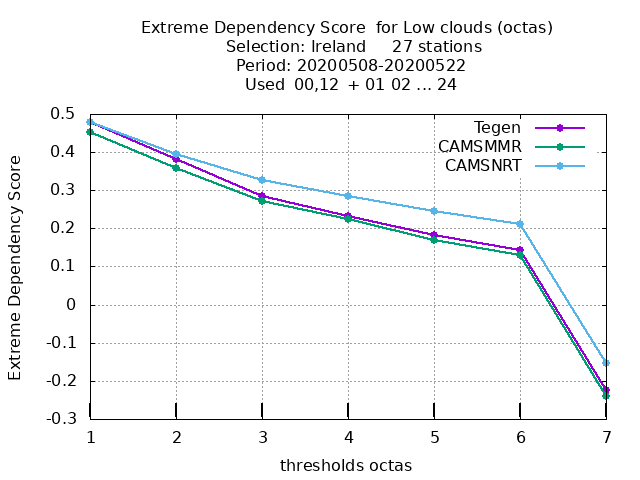 Extreme Dependency Score  for Low clouds (octas)
Selection: Ireland     27 stations
Period: 20200508-20200522
Used  00,12  + 01 02 ... 24
Tegen
CAMSMMR
CAMSNRT
Extreme Dependency Score
0.5
0.4
0.3
0.2
0.1
0
-0.1
-0.2
-0.3
1 2 3 4 5 6 7
thresholds octas